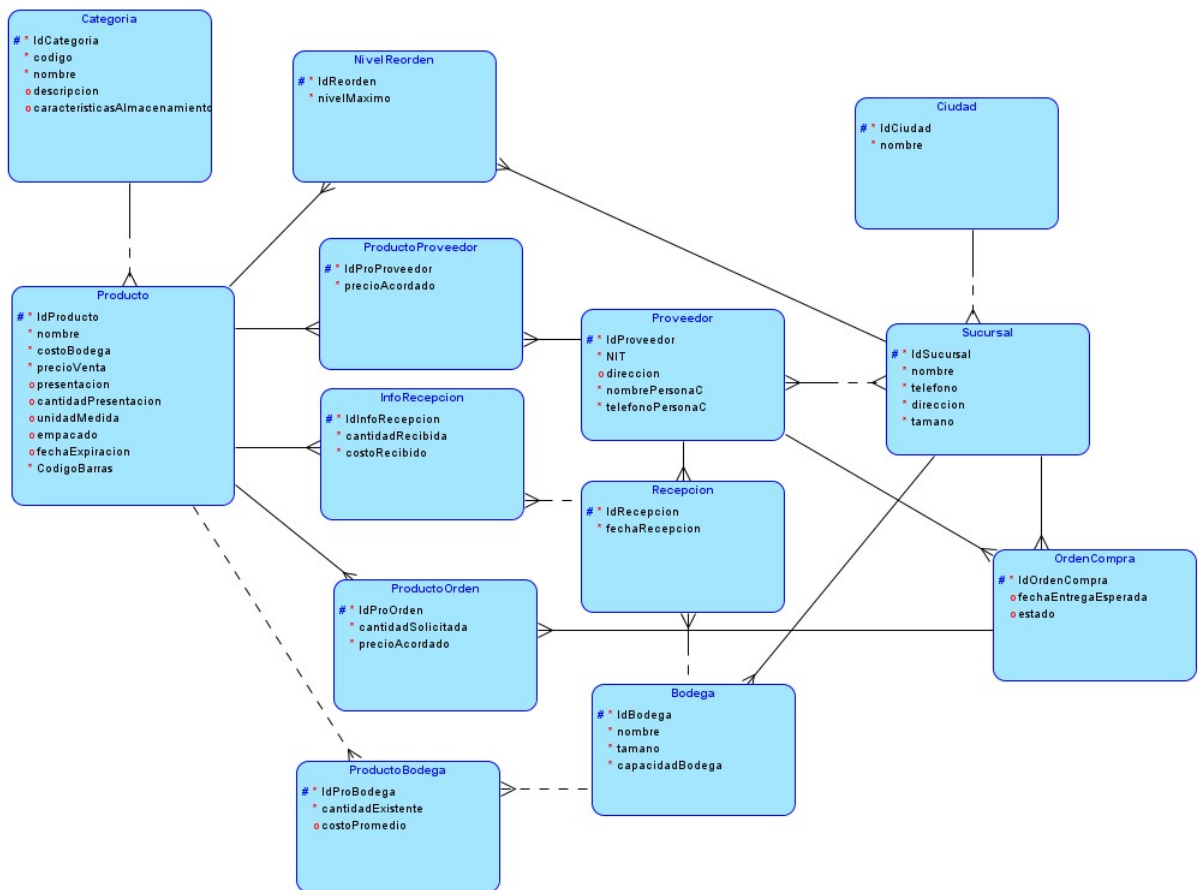 Categoria
# * IdCategoria
* codigo
* nombre
o descripcion
o caracteristicasAlmacenamiento
NivelReorden
# * IdReorden
* nivelMaximo
Ciudad
# * IdCiudad
* nombre
ProductoProveedor
# * IdProProveedor
* precioAcordado
Producto
# * IdProducto
* nombre
* costoBodega
* precioVenta
o presentacion
o cantidadPresentacion
o unidadMedida
o empacado
o fechaExpiracion
* CodigoBarras
Proveedor
# * IdProveedor
* NIT
o direccion
* nombrePersonaC
* telefonoPersonaC
Sucursal
# * IdSucursal
* nombre
* telefono
* direccion
* tamano
InfoRecepcion
# * IdInfoRecepcion
* cantidadRecibida
* costoRecibido
Recepcion
# * IdRecepcion
* fechaRecepcion
OrdenCompra
# * IdOrdenCompra
o fechaEntregaEsperada
o estado
ProductoOrden
# * IdProOrden
* cantidadSolicitada
* precioAcordado
Bodega
# * IdBodega
* nombre
* tamano
* capacidadBodega
ProductoBodega
# * IdProBodega
* cantidadExistente
o costoPromedio